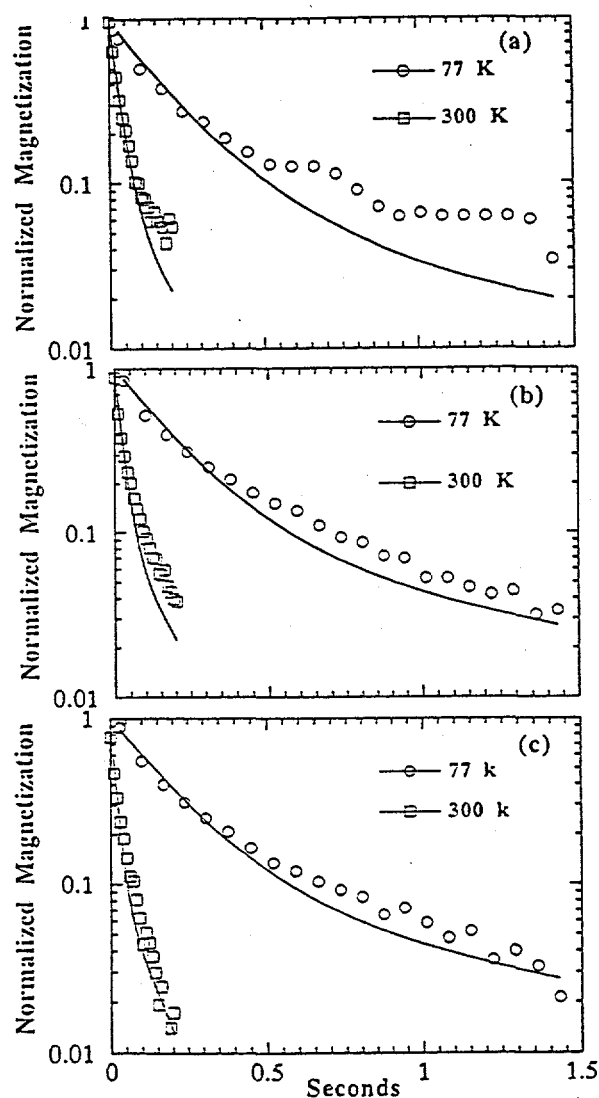 1
(a)
77 K
300 K
0.1
0.01
Normalized Magnetization
1
(b)
77 K
300 K
0.1
0.01
Normalized Magnetization
1
(c)
77 k
300 k
0.1
0.01
Normalized Magnetization
0
0.5
1
1.5
Seconds